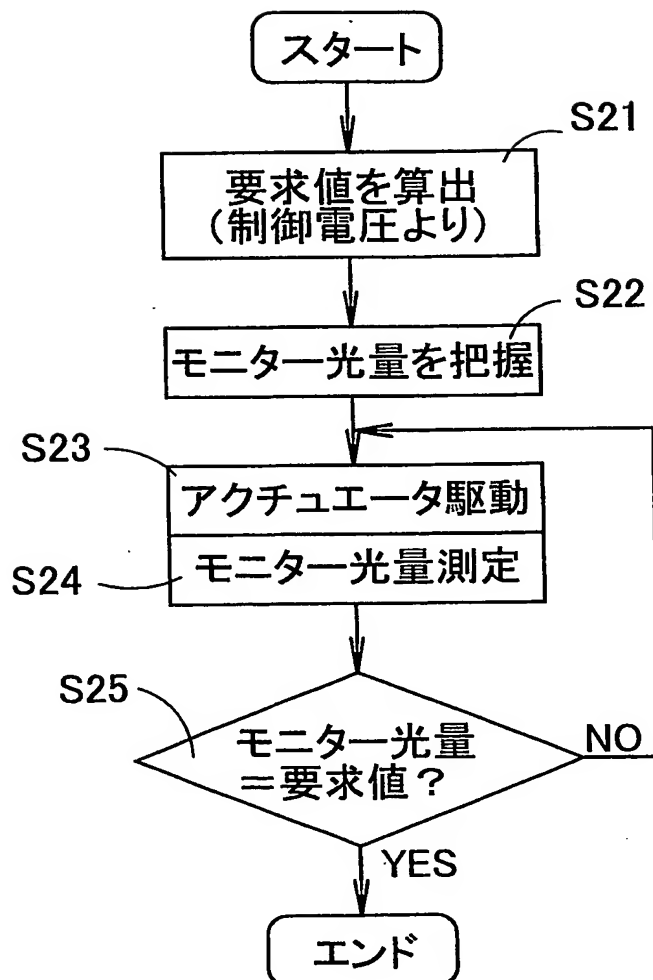 スタート
S21
要求値を算出
(制御電圧より)
S22
モニター光量を把握
S23
アクチュエータ駆動
S24
モニター光量測定
S25
モニター光量
=要求値?
NO
YES
エンド